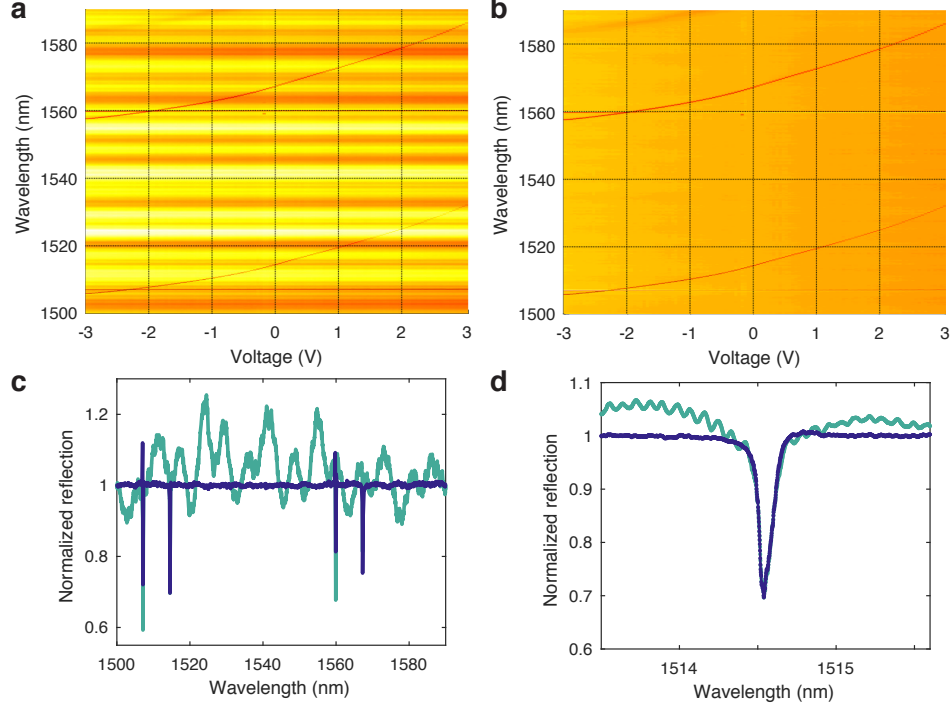 a
b
Wavelength (nm)
1580
1560
1540
1520
1500
-3 -2 -1 0 1 2 3
Voltage (V)
Wavelength (nm)
1580
1560
1540
1520
1500
-3 -2 -1 0 1 2 3
Voltage (V)
c
d
Normalized reflection
1.2
1
0.8
0.6
1500 1520 1540 1560 1580
Wavelength (nm)
Normalized reflection
1.1
1.0
0.9
0.8
0.7
0.6
1514 1515
Wavelength (nm)